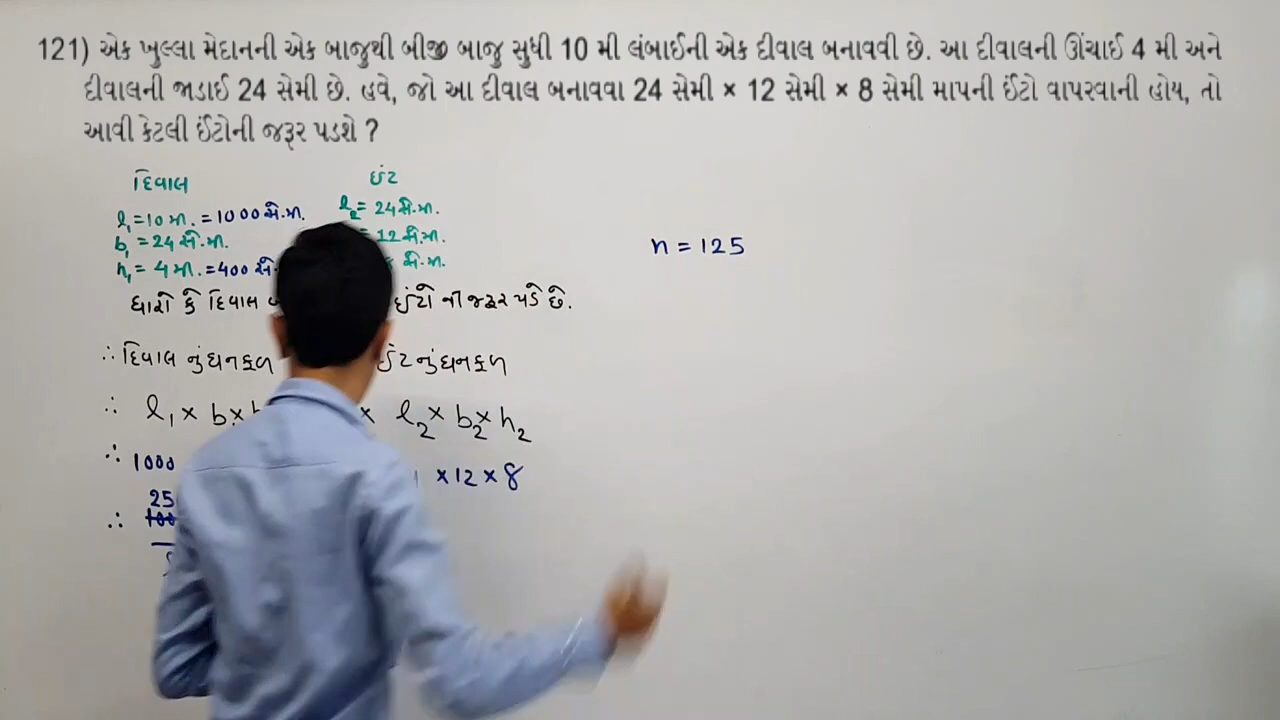 121) એક ખુલ્લા મેદાનની એક બાજુથી બીજી બાજુ સુધી 10 મી લંબાઈની એક દીવાલ બનાવવી છે. આ દીવાલની ઊંચાઈ 4 મી અને
દીવાલની જાડાઈ 24 સેમી છે. હવે, જો આ દીવાલ બનાવવા 24 સેમી × 12 સેમી × 8 સેમી માપની ઈંટો વાપરવાની હોય, તો
આવી કેટલી ઈંટોની જરૂર પડશે ?
દિવાલ ઇંટ
l₁=10 મી. =1000 સે.મી. l₂= 24 સે.મી.
b₁ =24 સે.મી. =12 સે.મી. n = 125
h₁= 4 મી. =400 સે. સે.મી.
ધારો કે દિવાલ ઇંટો ની જરૂર પડે છે.
∴ દિવાલ નું ઘનફળ ઇંટ નું ઘનફળ
∴ l₁ × b₁× × l₂ × b₂ × h₂
∴ 1000 ×12 × 8
25
∴ 100